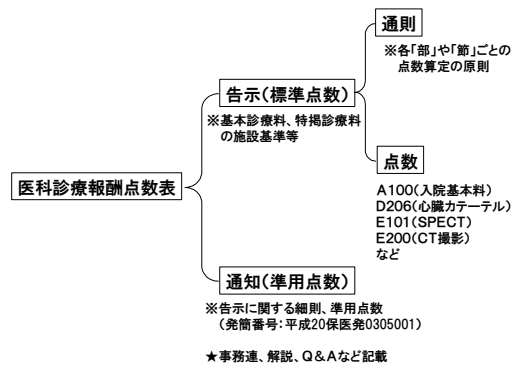 通則
※各「部」や「節」ごとの
点数算定の原則
告示(標準点数)
※基本診療料、特掲診療料
の施設基準等
点数
A100(入院基本料)
D206(心臓カテーテル)
E101(SPECT)
E200(CT撮影)
など
医科診療報酬点数表
通知(準用点数)
※告示に関する細則、準用点数
(発簡番号:平成20保医発0305001)
★事務連、解説、Q&Aなど記載